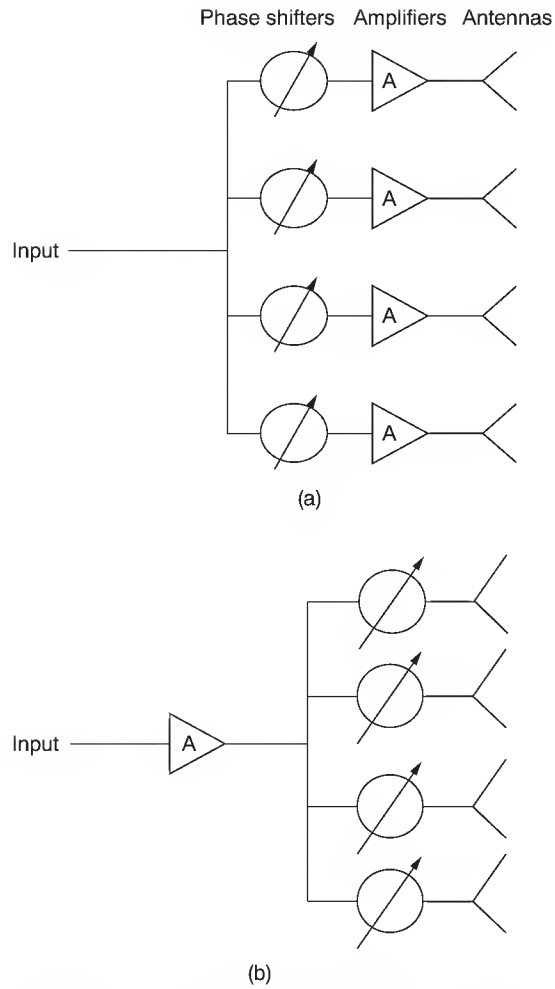 Phase shifters Amplifiers Antennas
A
A
Input
A
A
(a)
Input A
(b)